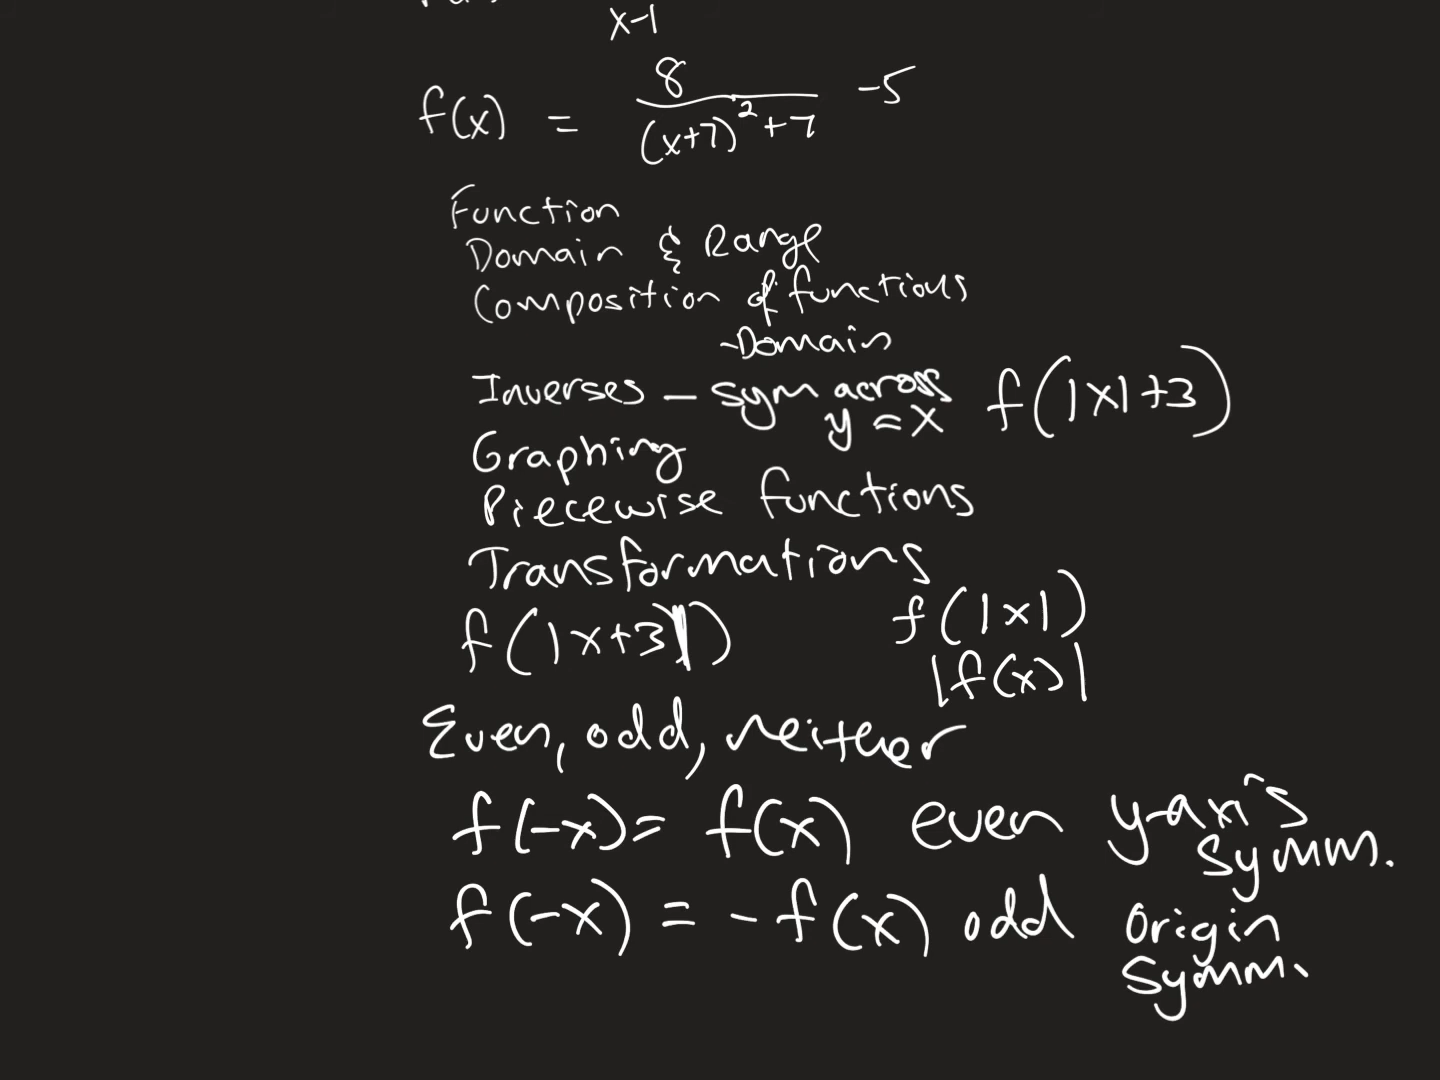 x-1
f(x) = 8/((x+7)²+7) -5
Function
Domain & Range
Composition of functions
-Domain
Inverses - sym across y=x f(|x|+3)
Graphing
Piecewise functions
Transformations
f(|x+3|) f(|x|)
|f(x)|
Even, odd, neither
f(-x)= f(x) even y-axis symm.
f(-x) = -f(x) odd origin symm.